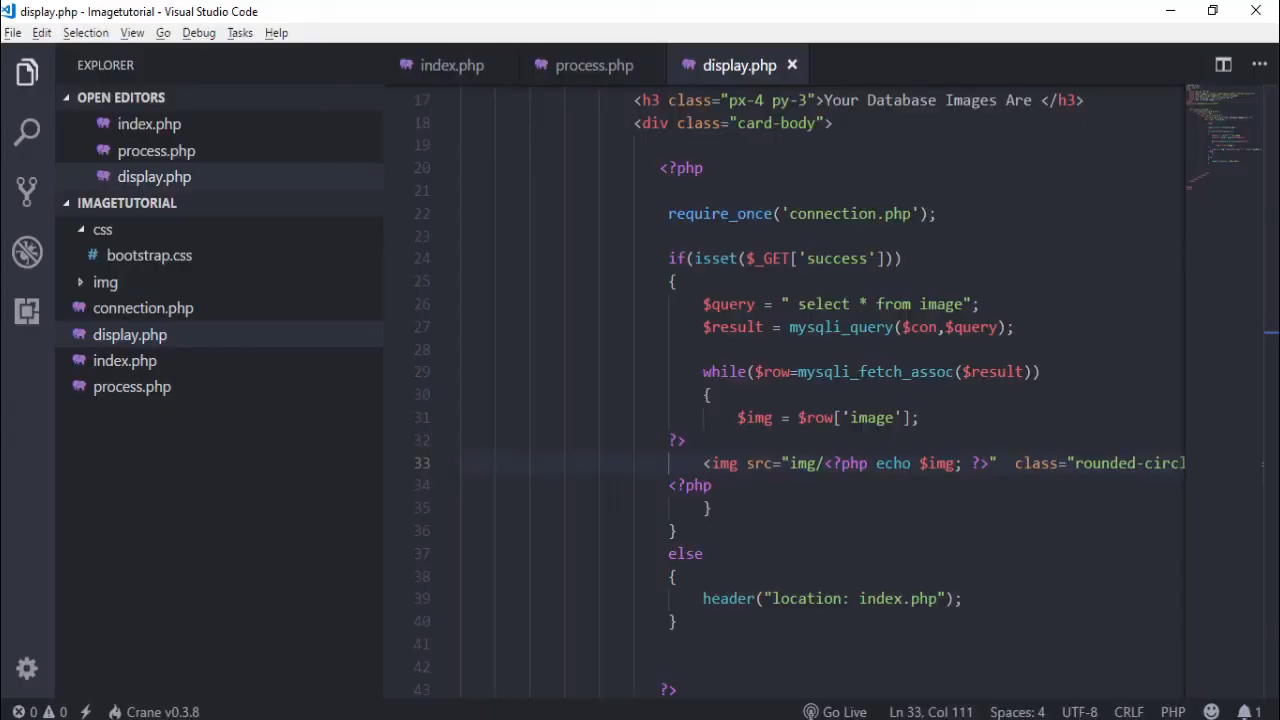 display.php - Imagetutorial - Visual Studio Code
File Edit Selection View Go Debug Tasks Help
EXPLORER
OPEN EDITORS
index.php
process.php
display.php
IMAGETUTORIAL
css
# bootstrap.css
img
connection.php
display.php
index.php
process.php
index.php process.php display.php ×
17 <h3 class="px-4 py-3">Your Database Images Are </h3>
18 <div class="card-body">
19
20 <?php
21
22 require_once('connection.php');
23
24 if(isset($_GET['success']))
25 {
26 $query = " select * from image";
27 $result = mysqli_query($con,$query);
28
29 while($row=mysqli_fetch_assoc($result))
30 {
31 $img = $row['image'];
32 ?>
33 <img src="img/<?php echo $img; ?>"  class="rounded-circl
34 <?php
35 }
36 }
37 else
38 {
39 header("location: index.php");
40 }
41
42
43 ?>
0 0 Crane v0.3.8 Go Live Ln 33, Col 111 Spaces: 4 UTF-8 CRLF PHP 1